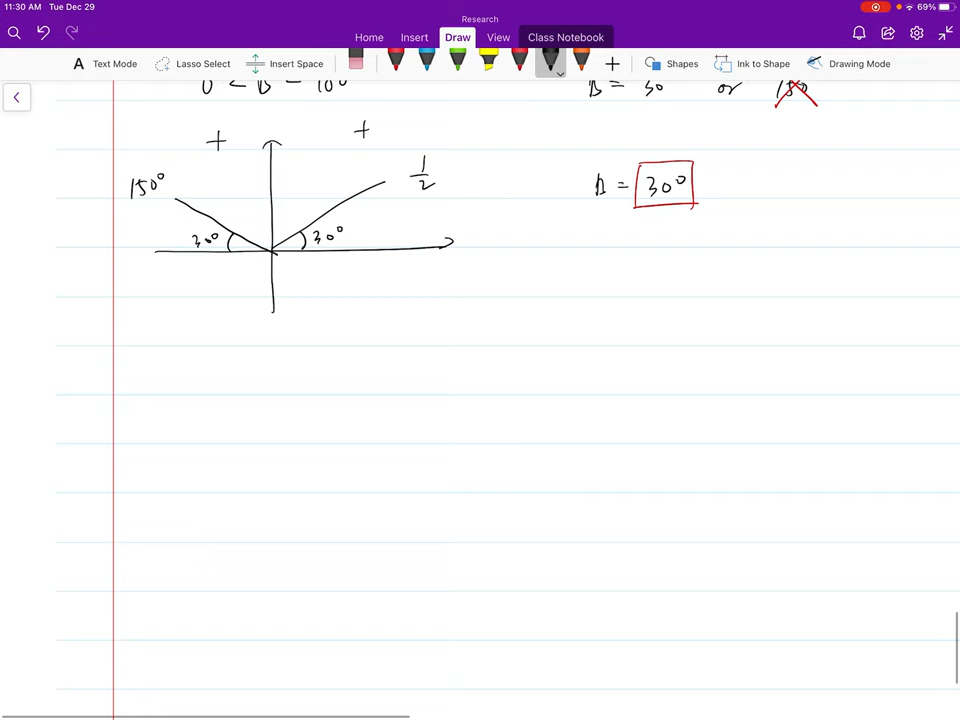 11:30 AM Tue Dec 29
69%
Research
Home Insert Draw View Class Notebook
Text Mode Lasso Select Insert Space Shapes Ink to Shape Drawing Mode
B = 30 or 150
+ +
1/2
150°
= 30°
30° 30°